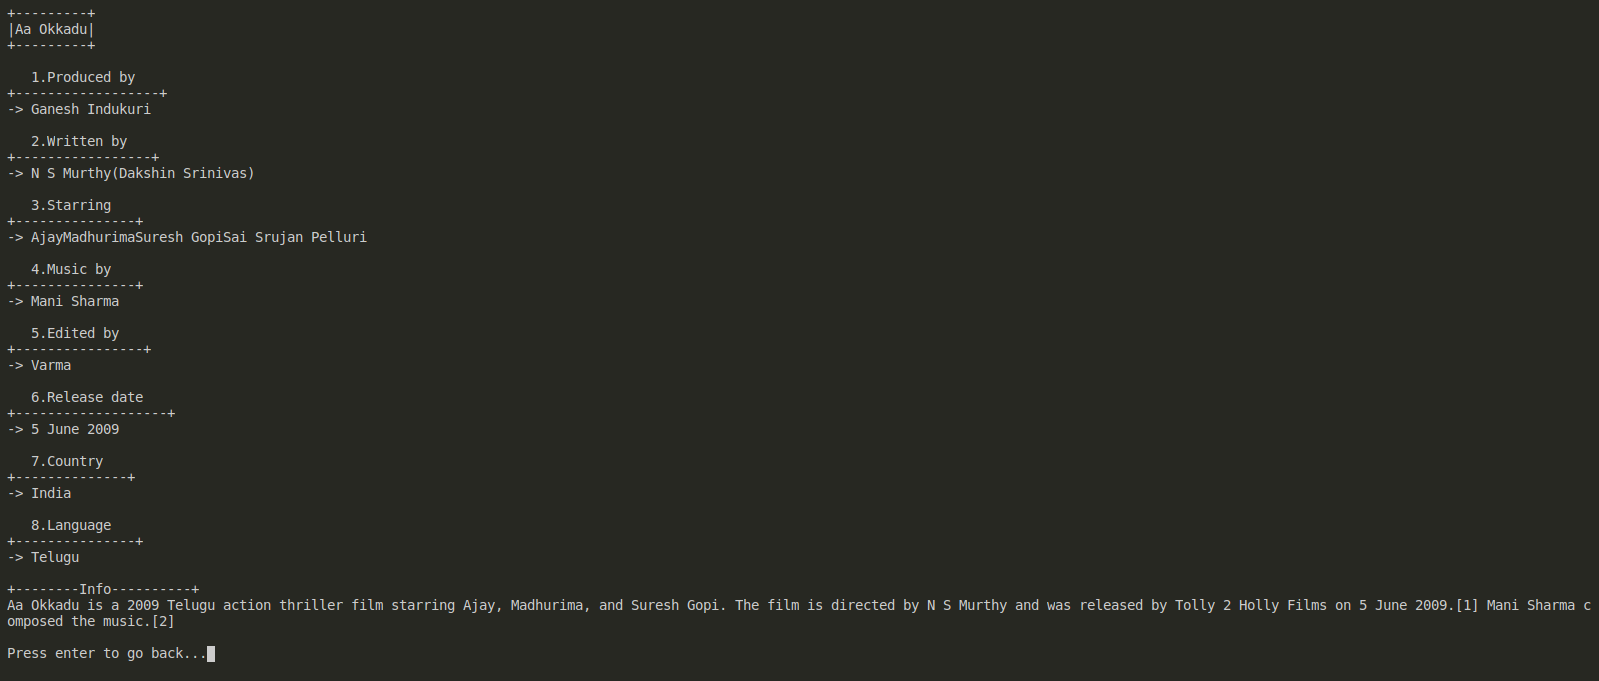 +---------+
|Aa Okkadu|
+---------+
1.Produced by
+------------------+
-> Ganesh Indukuri
2.Written by
+-----------------+
-> N S Murthy(Dakshin Srinivas)
3.Starring
+---------------+
-> AjayMadhurimaSuresh GopiSai Srujan Pelluri
4.Music by
+---------------+
-> Mani Sharma
5.Edited by
+----------------+
-> Varma
6.Release date
+-------------------+
-> 5 June 2009
7.Country
+--------------+
-> India
8.Language
+---------------+
-> Telugu
+--------Info----------+
Aa Okkadu is a 2009 Telugu action thriller film starring Ajay, Madhurima, and Suresh Gopi. The film is directed by N S Murthy and was released by Tolly 2 Holly Films on 5 June 2009.[1] Mani Sharma c
omposed the music.[2]
Press enter to go back...